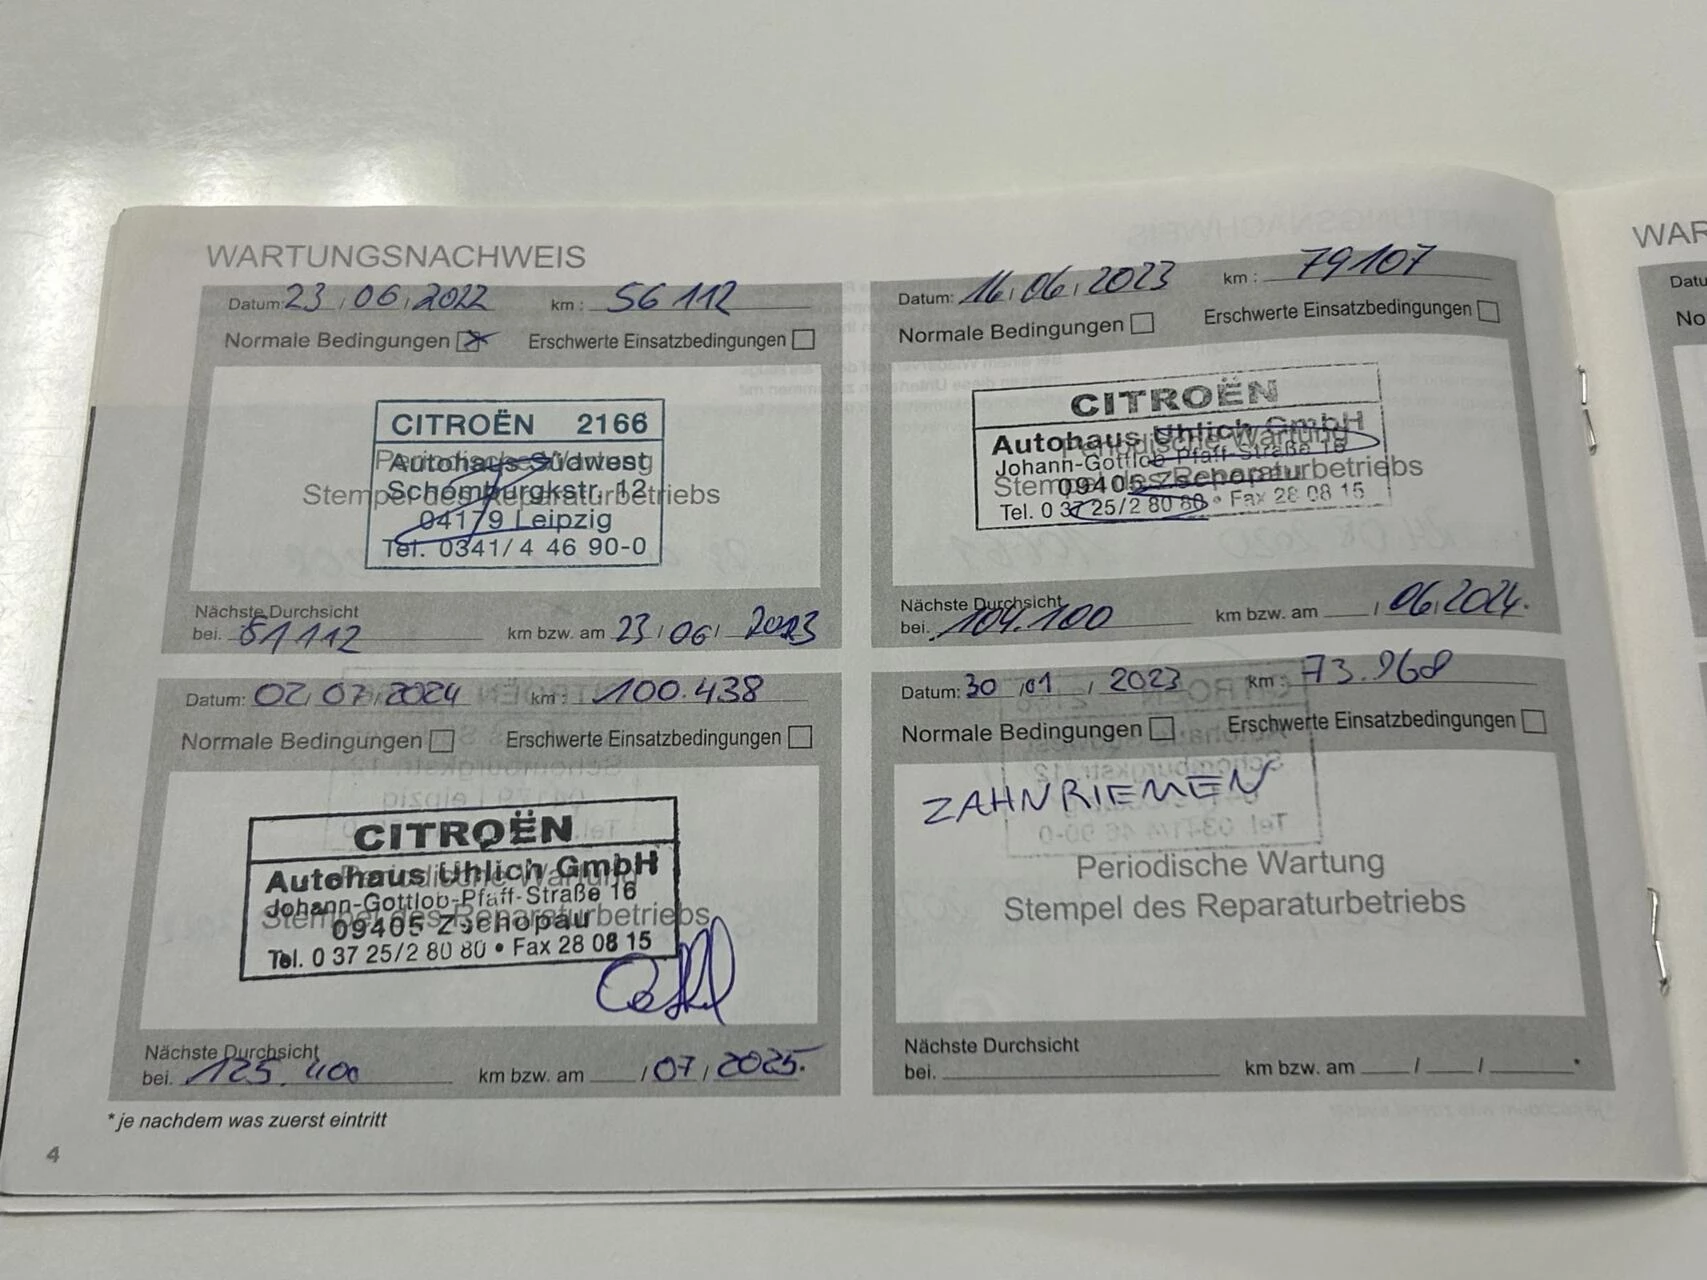 WARTUNGSNACHWEIS
Datum: 23 / 06 / 2022 km : 56 112
Normale Bedingungen Erschwerte Einsatzbedingungen
CITROËN 2166
Autohaus Südwest
Periodische Wartung
Schomburgkstr. 12
Stempel des Reparaturbetriebs
04179 Leipzig
Tel. 0341/ 4 46 90-0
Nächste Durchsicht
bei. 81112 km bzw. am 23 / 06 / 2023
Datum: 16 / 06 / 2023 km : 79107
Normale Bedingungen Erschwerte Einsatzbedingungen
CITROËN
Autohaus Uhlich GmbH
Periodische Wartung
Johann-Gottlob-Pfaff-Straße 16
Stempel des Reparaturbetriebs
09405 Zschopau
Tel. 0 37 25/2 80 80 • Fax 28 08 15
Nächste Durchsicht
bei. 104.100 km bzw. am / 06 / 2024.
Datum: 02 / 07 / 2024 km : 100.438
Normale Bedingungen Erschwerte Einsatzbedingungen
CITROËN
Autohaus Uhlich GmbH
Periodische Wartung
Johann-Gottlob-Pfaff-Straße 16
Stempel des Reparaturbetriebs
09405 Zschopau
Tel. 0 37 25/2 80 80 • Fax 28 08 15
Nächste Durchsicht
bei. 125.400 km bzw. am / 07 / 2025.
Datum: 30 / 01 / 2023 km : 73.968
Normale Bedingungen Erschwerte Einsatzbedingungen
ZAHNRIEMEN
Periodische Wartung
Stempel des Reparaturbetriebs
Nächste Durchsicht
bei. km bzw. am / / *
* je nachdem was zuerst eintritt
4
WAR
Datu
No